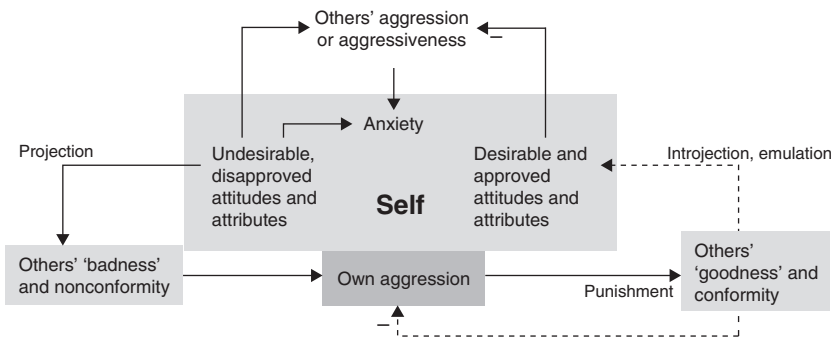 Others' aggression
or aggressiveness
–
Anxiety
Projection
Undesirable,
disapproved
attitudes and
attributes
Self
Desirable and
approved
attitudes and
attributes
Introjection, emulation
Others' 'badness'
and nonconformity
Own aggression
Punishment
Others'
'goodness' and
conformity
–